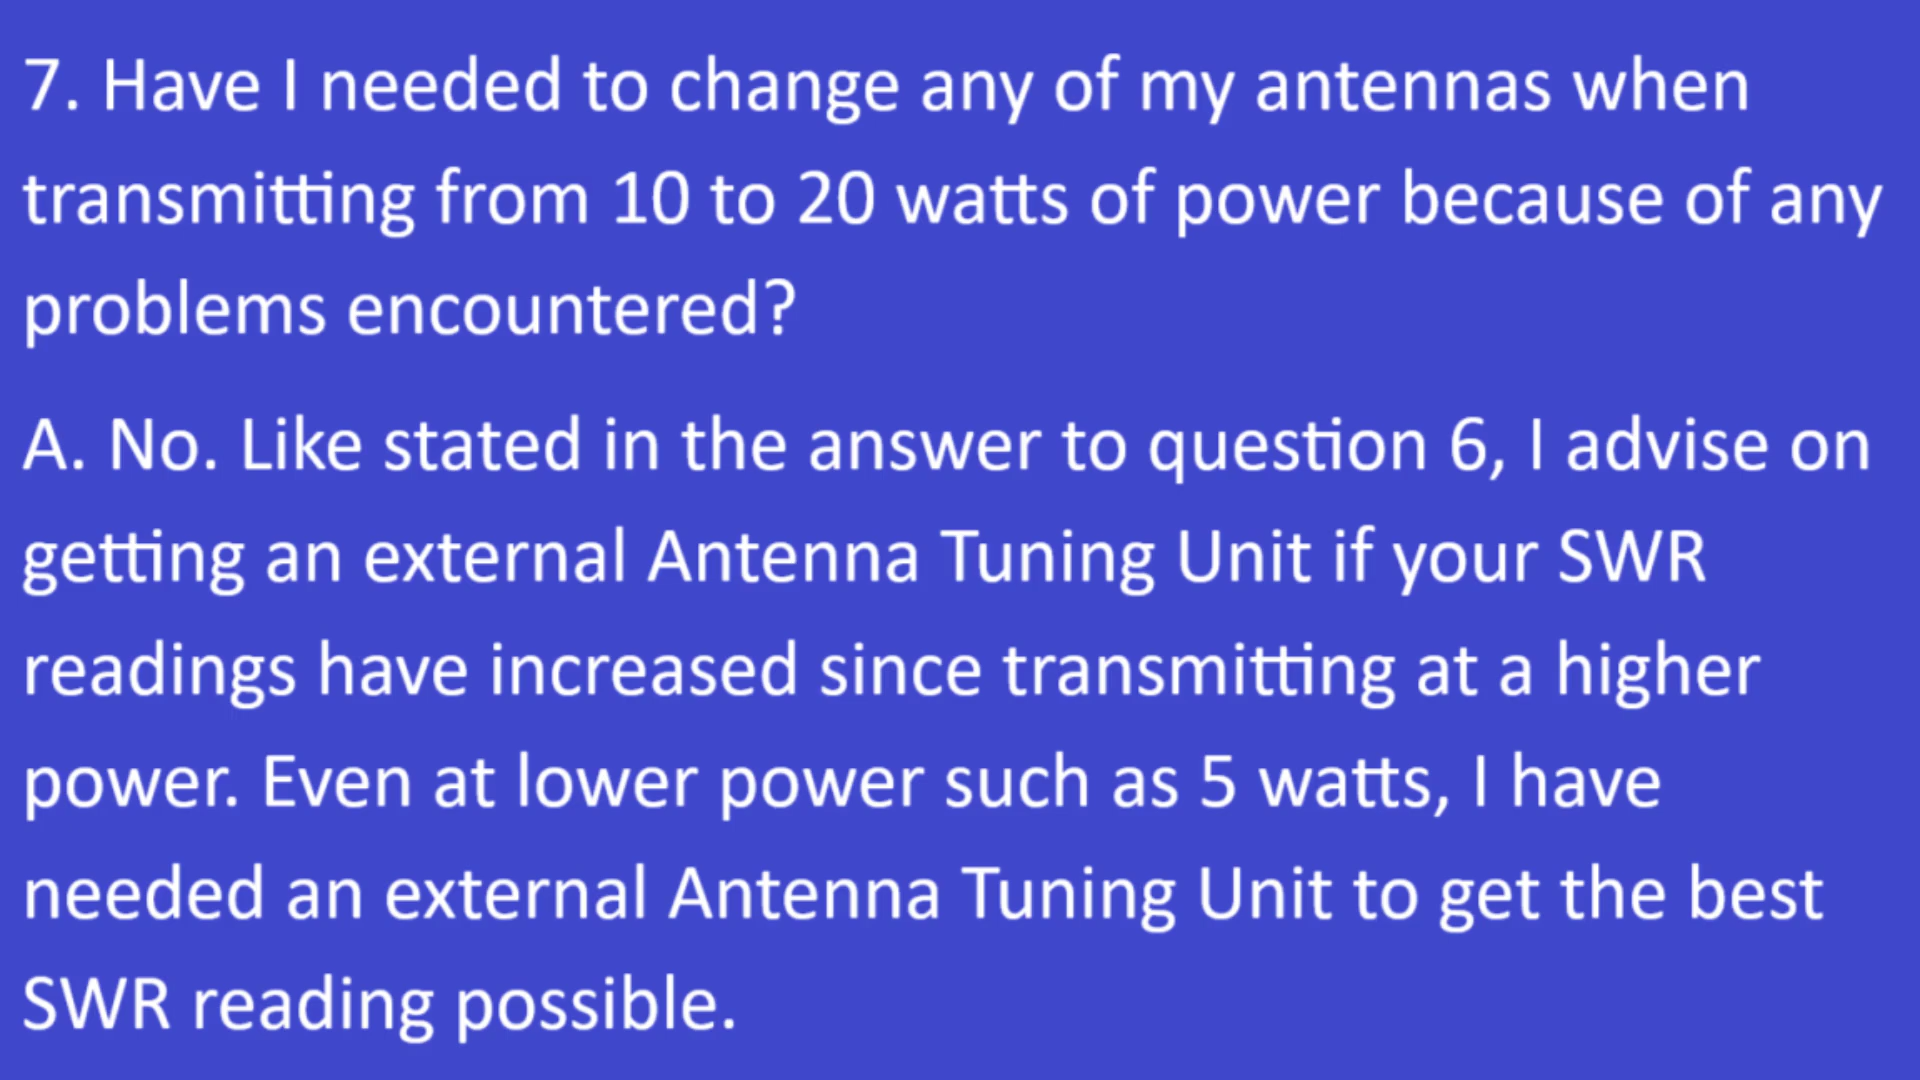 7. Have I needed to change any of my antennas when
transmitting from 10 to 20 watts of power because of any
problems encountered?
A. No. Like stated in the answer to question 6, I advise on
getting an external Antenna Tuning Unit if your SWR
readings have increased since transmitting at a higher
power. Even at lower power such as 5 watts, I have
needed an external Antenna Tuning Unit to get the best
SWR reading possible.